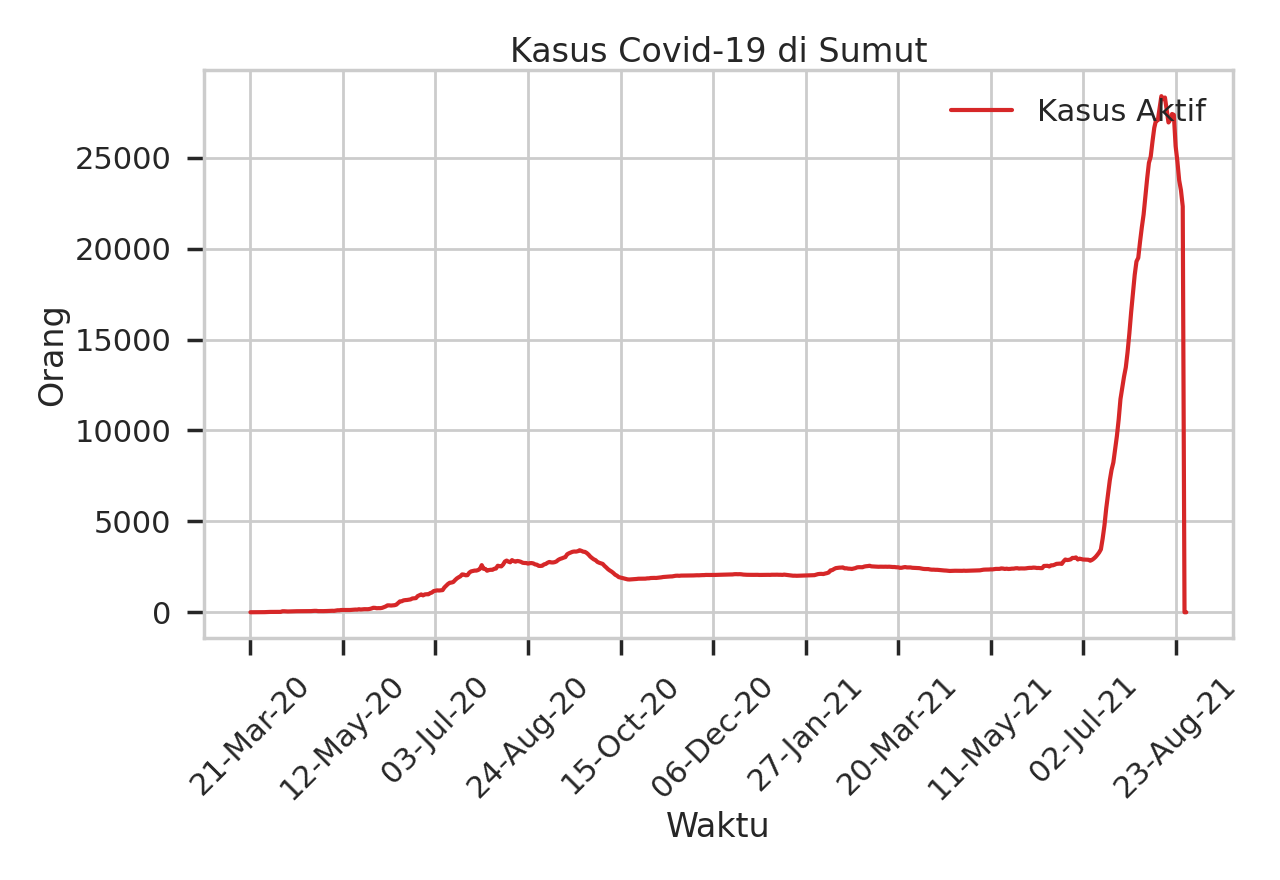 Kasus Covid-19 di Sumut
Kasus Aktif
Orang
25000
20000
15000
10000
5000
0
21-Mar-20
12-May-20
03-Jul-20
24-Aug-20
15-Oct-20
06-Dec-20
27-Jan-21
20-Mar-21
11-May-21
02-Jul-21
23-Aug-21
Waktu